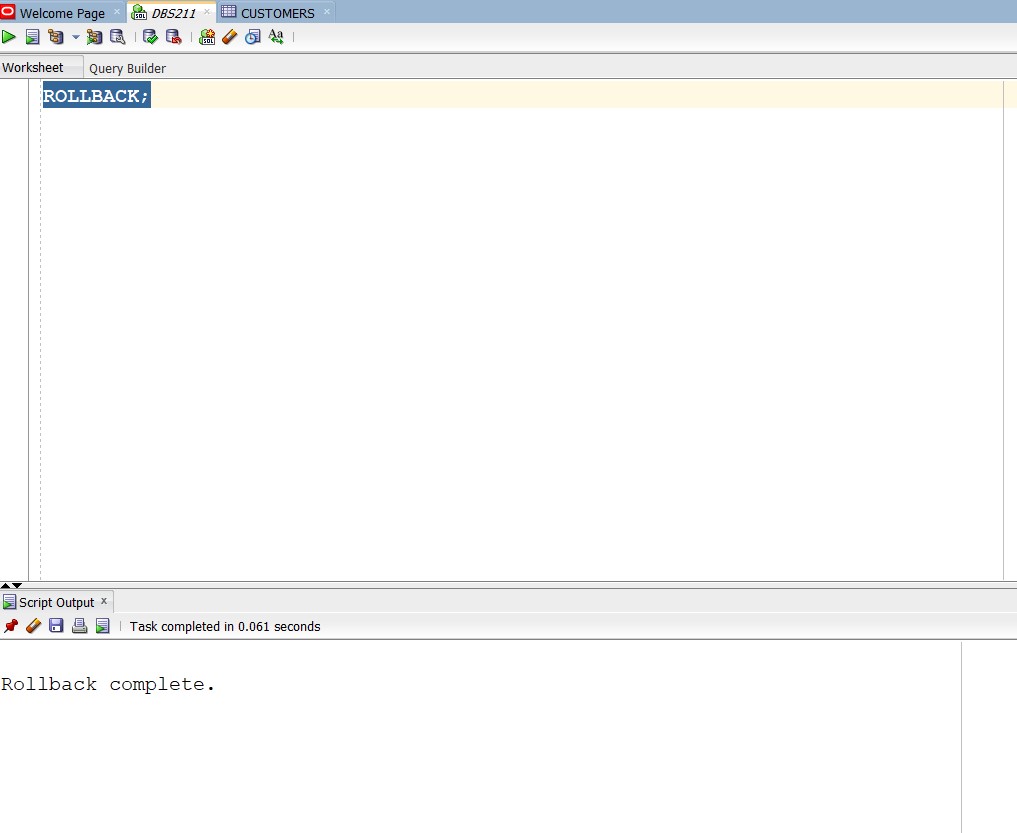 Welcome Page DBS211 CUSTOMERS
Worksheet Query Builder
ROLLBACK;
Script Output
Task completed in 0.061 seconds
Rollback complete.